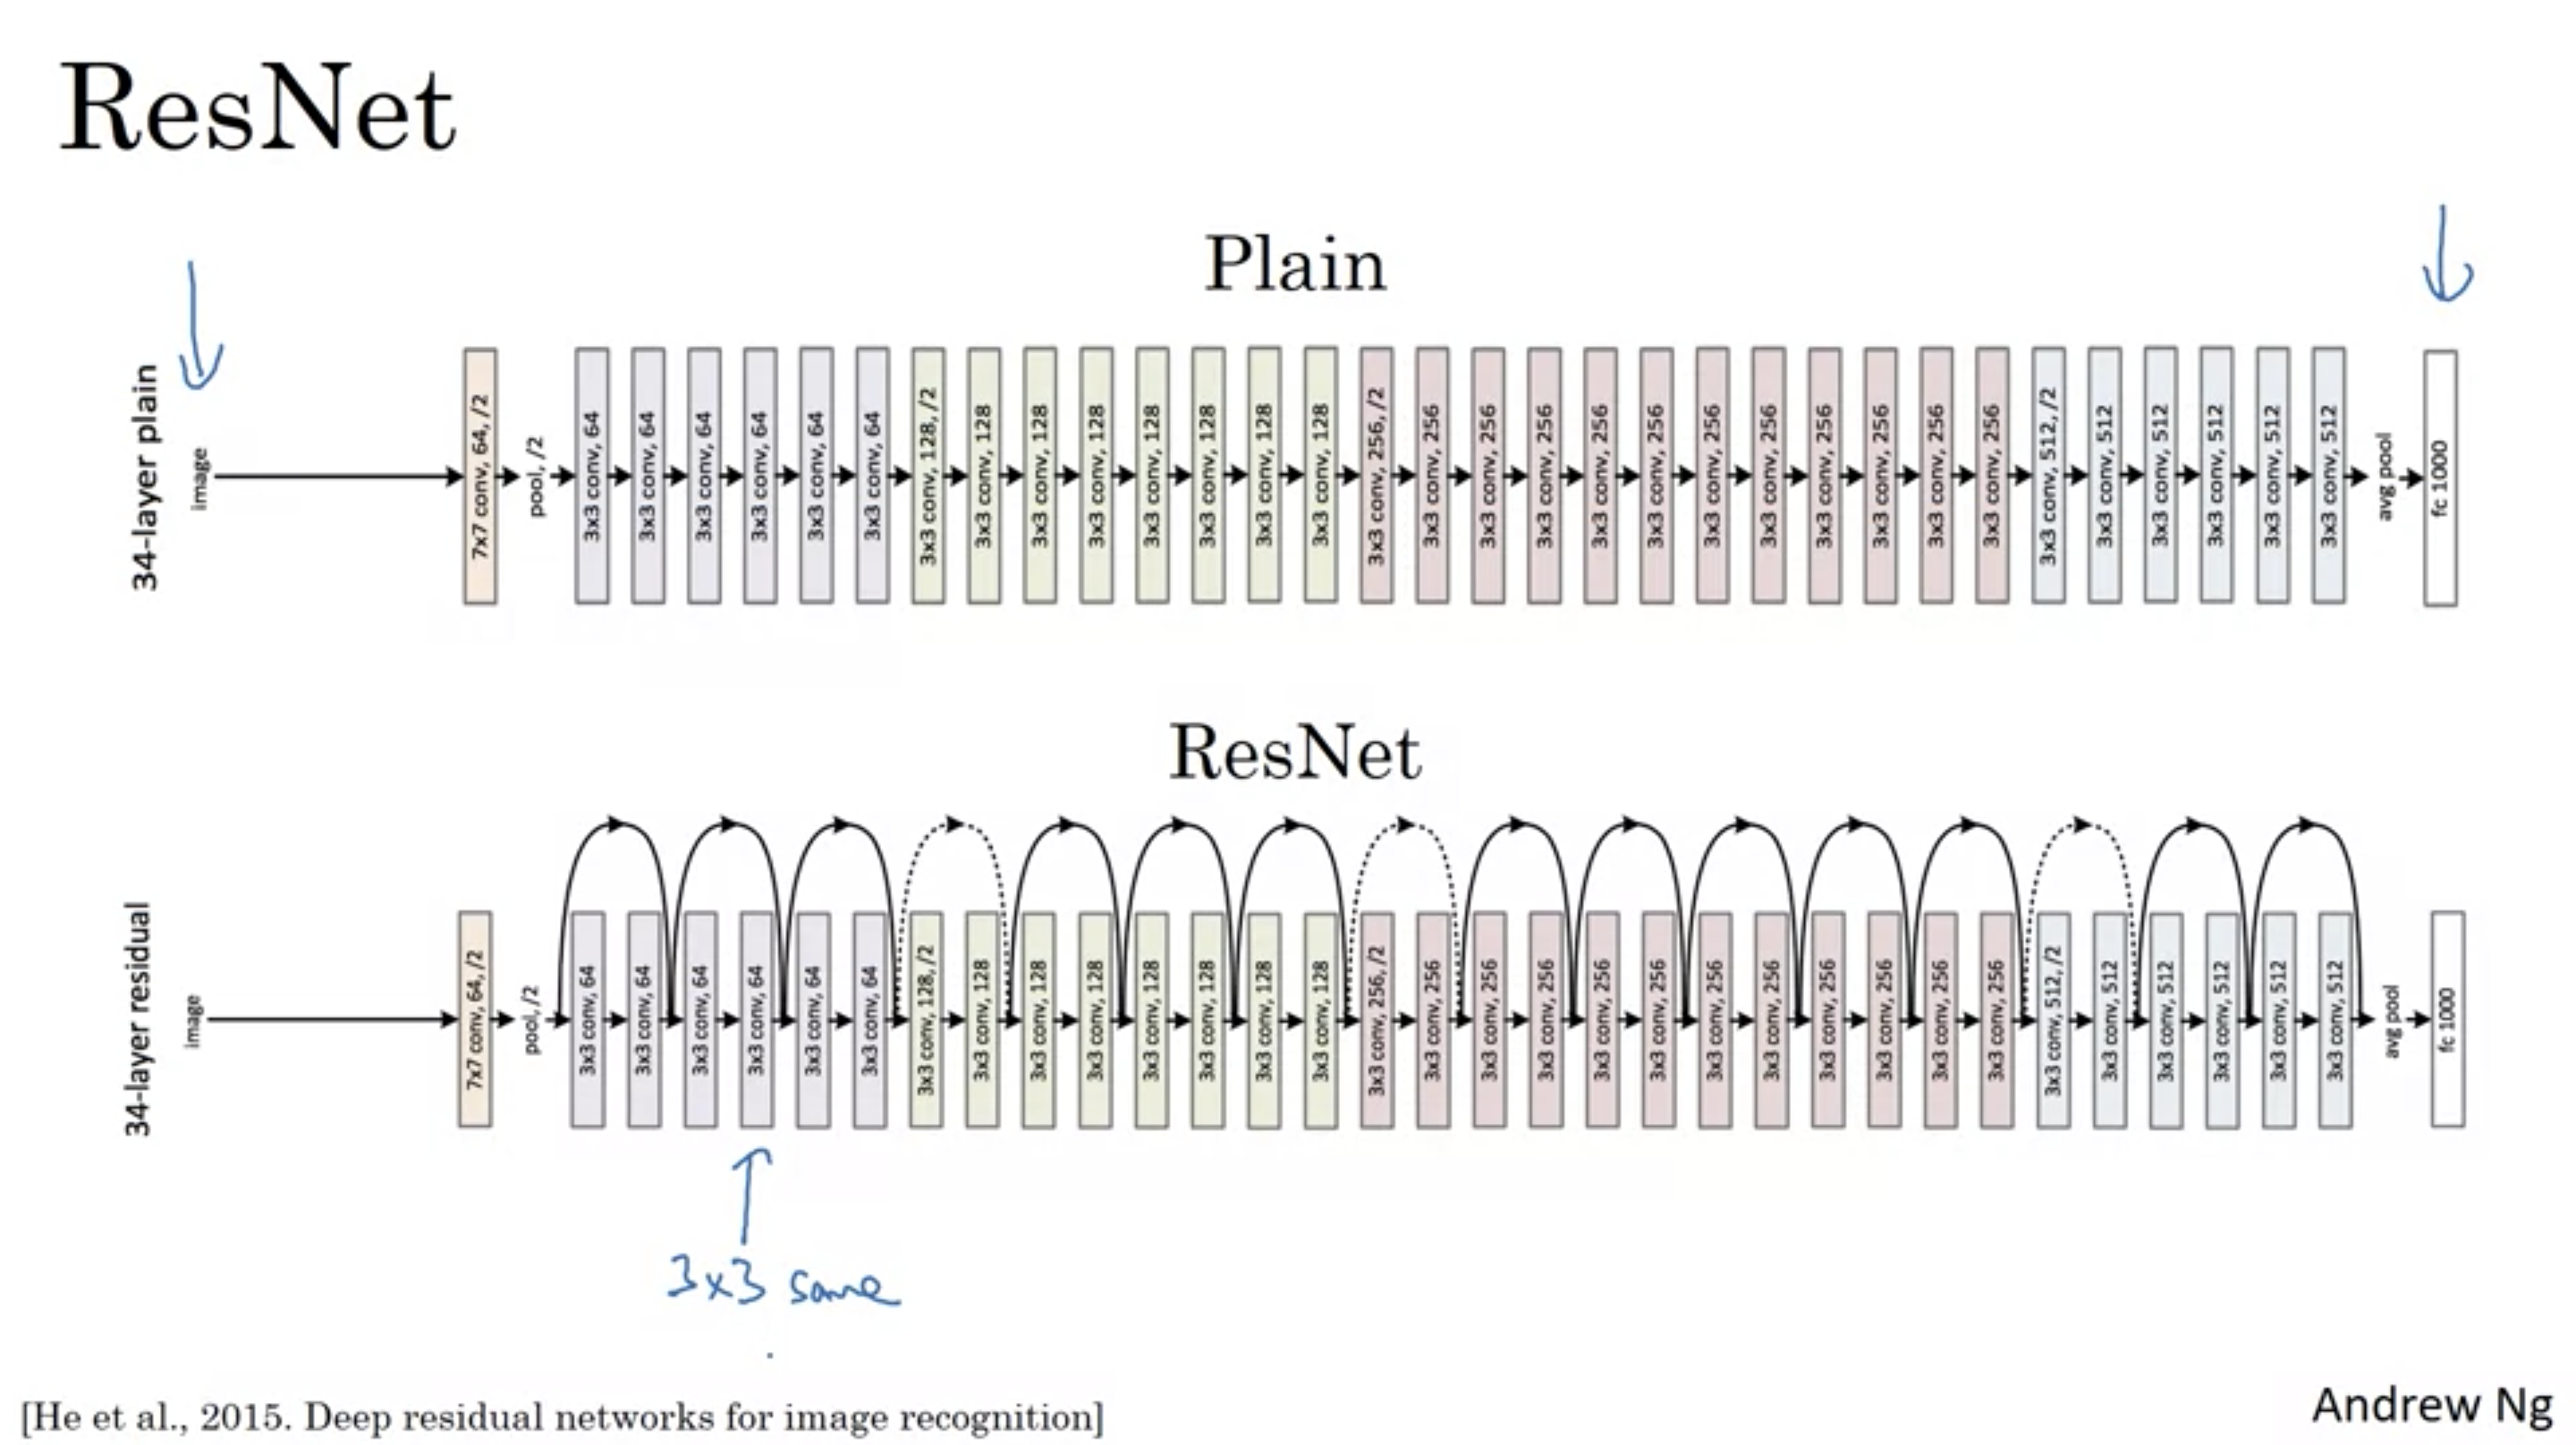 ResNet
Plain
34-layer plain
image
7x7 conv, 64, /2
pool, /2
3x3 conv, 64
3x3 conv, 64
3x3 conv, 64
3x3 conv, 64
3x3 conv, 64
3x3 conv, 64
3x3 conv, 128, /2
3x3 conv, 128
3x3 conv, 128
3x3 conv, 128
3x3 conv, 128
3x3 conv, 128
3x3 conv, 128
3x3 conv, 128
3x3 conv, 256, /2
3x3 conv, 256
3x3 conv, 256
3x3 conv, 256
3x3 conv, 256
3x3 conv, 256
3x3 conv, 256
3x3 conv, 256
3x3 conv, 256
3x3 conv, 256
3x3 conv, 256
3x3 conv, 256
3x3 conv, 512, /2
3x3 conv, 512
3x3 conv, 512
3x3 conv, 512
3x3 conv, 512
3x3 conv, 512
avg pool
fc 1000
ResNet
34-layer residual
image
7x7 conv, 64, /2
pool, /2
3x3 conv, 64
3x3 conv, 64
3x3 conv, 64
3x3 conv, 64
3x3 conv, 64
3x3 conv, 64
3x3 conv, 128, /2
3x3 conv, 128
3x3 conv, 128
3x3 conv, 128
3x3 conv, 128
3x3 conv, 128
3x3 conv, 128
3x3 conv, 128
3x3 conv, 256, /2
3x3 conv, 256
3x3 conv, 256
3x3 conv, 256
3x3 conv, 256
3x3 conv, 256
3x3 conv, 256
3x3 conv, 256
3x3 conv, 256
3x3 conv, 256
3x3 conv, 256
3x3 conv, 256
3x3 conv, 512, /2
3x3 conv, 512
3x3 conv, 512
3x3 conv, 512
3x3 conv, 512
3x3 conv, 512
avg pool
fc 1000
3x3 same
[He et al., 2015. Deep residual networks for image recognition]
Andrew Ng